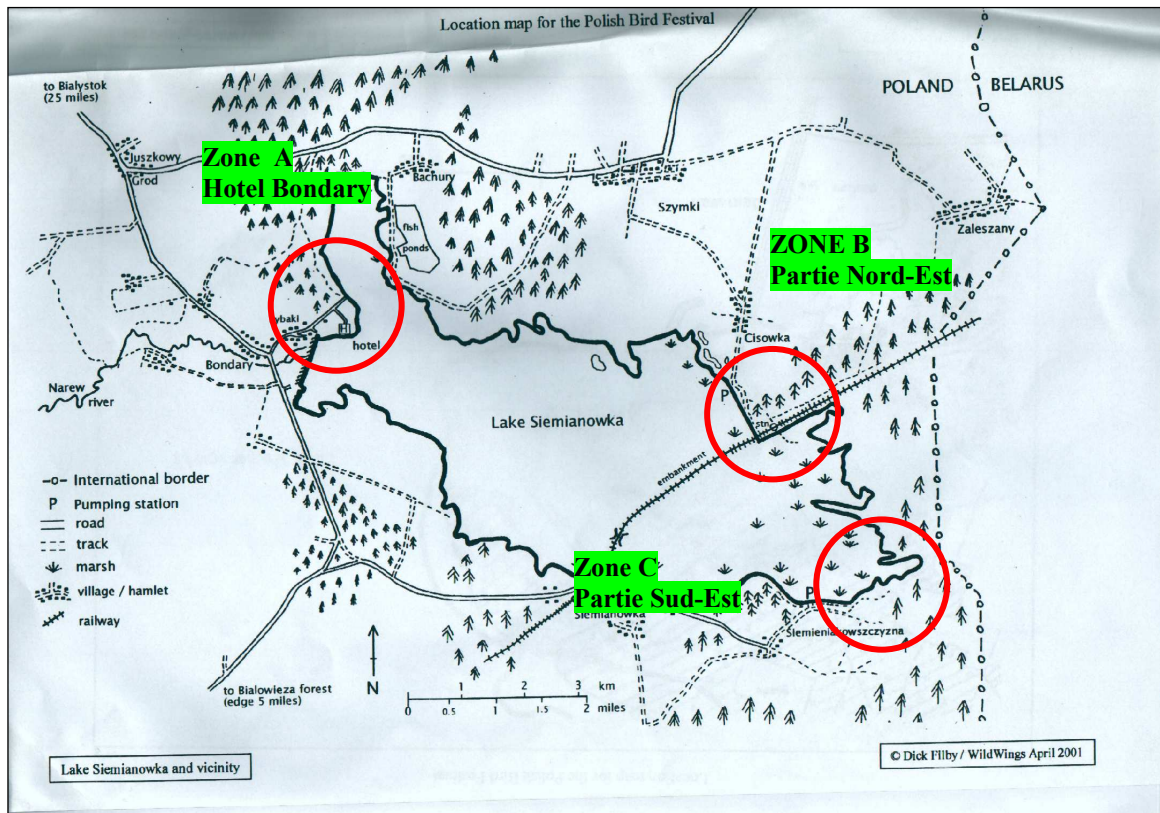 Location map for the Polish Bird Festival
to Bialystok
(25 miles)
POLAND
BELARUS
Juszkowy
Grod
Zone A
Hotel Bondary
Bachury
fish
ponds
Szymki
Zaleszany
ZONE B
Partie Nord-Est
ybaki
H
hotel
Bondary
Cisowka
P
stn
Narew
river
Lake Siemianowka
embankment
International border
P Pumping station
road
track
marsh
village / hamlet
railway
Zone C
Partie Sud-Est
Siemianowka
P
Siemieniakowszczyzna
N
to Bialowieza forest
(edge 5 miles)
1 2 3 km
0 0.5 1 1.5 2 miles
Lake Siemianowka and vicinity
© Dick Filby / WildWings April 2001